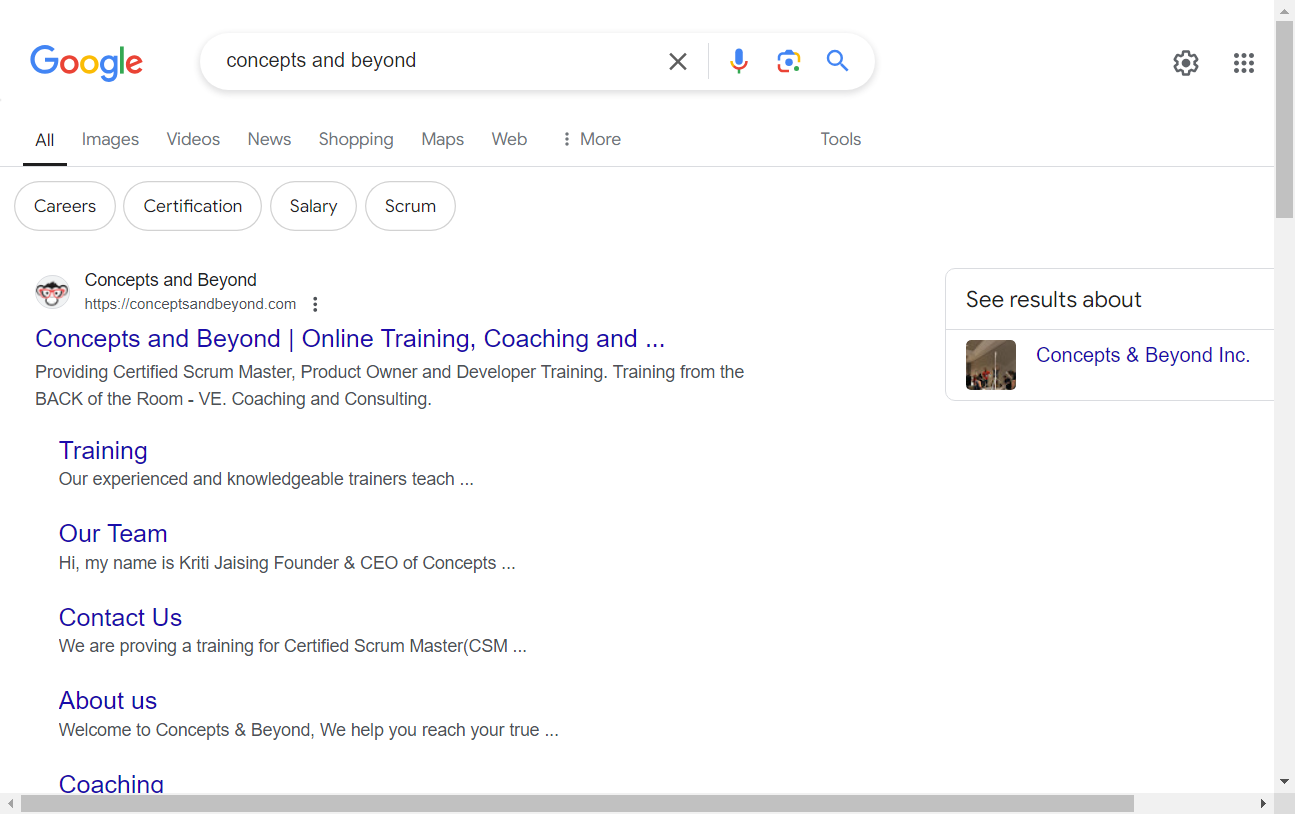 Google
concepts and beyond
All Images Videos News Shopping Maps Web More Tools
Careers Certification Salary Scrum
Concepts and Beyond
https://conceptsandbeyond.com
Concepts and Beyond | Online Training, Coaching and ...
Providing Certified Scrum Master, Product Owner and Developer Training. Training from the
BACK of the Room - VE. Coaching and Consulting.
Training
Our experienced and knowledgeable trainers teach ...
Our Team
Hi, my name is Kriti Jaising Founder & CEO of Concepts ...
Contact Us
We are proving a training for Certified Scrum Master(CSM ...
About us
Welcome to Concepts & Beyond, We help you reach your true ...
Coaching
See results about
Concepts & Beyond Inc.